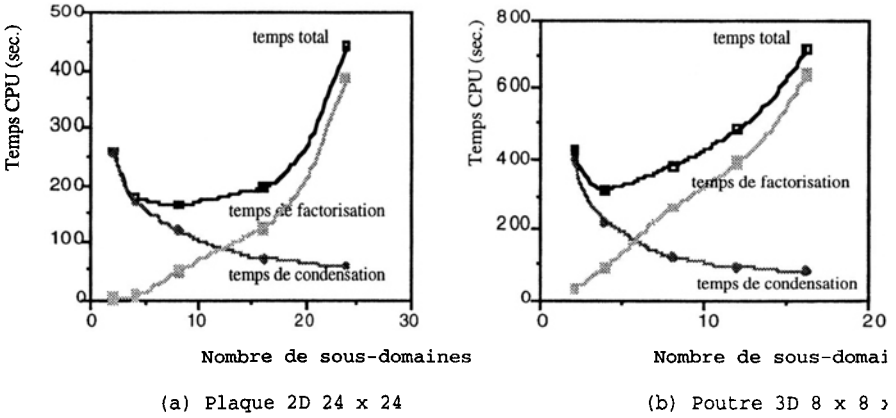 Temps CPU (sec.)
500
400
300
200
100
0
temps total
temps de factorisation
temps de condensation
0
10
20
30
Nombre de sous-domaines
(a) Plaque 2D 24 x 24
Temps CPU (sec.)
800
600
400
200
0
temps total
temps de factorisation
temps de condensation
0
10
20
Nombre de
(b) Poutre 3D 8 x 8